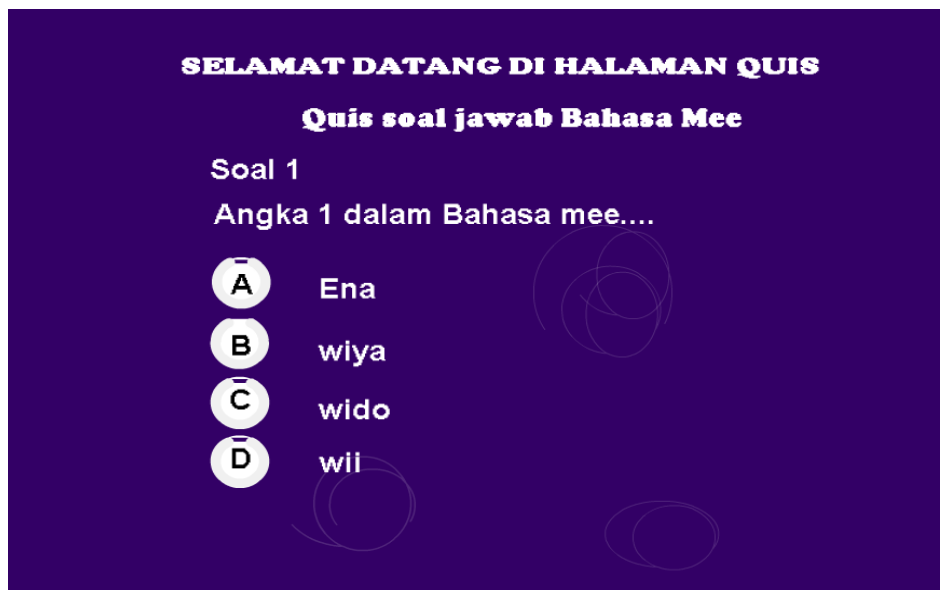 SELAMAT DATANG DI HALAMAN QUIS
Quis soal jawab Bahasa Mee
Soal 1
Angka 1 dalam Bahasa mee....
A Ena
B wiya
C wido
D wii